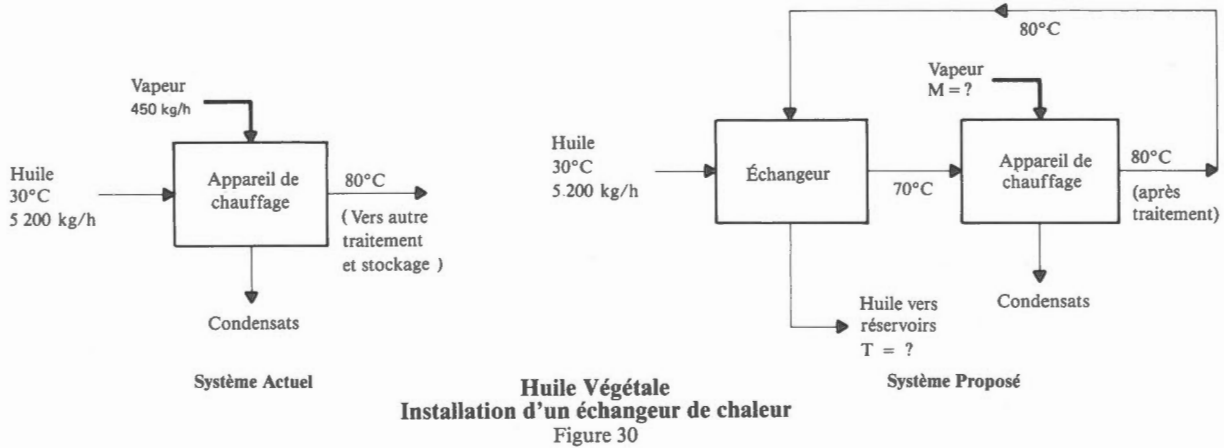 Vapeur
450 kg/h
Huile
30°C
5 200 kg/h
Appareil de
chauffage
80°C
( Vers autre
traitement
et stockage )
Condensats
Système Actuel
80°C
Vapeur
M = ?
Huile
30°C
5.200 kg/h
Échangeur
70°C
Appareil de
chauffage
80°C
(après
traitement)
Huile vers
réservoirs
T = ?
Condensats
Système Proposé
Huile Végétale
Installation d'un échangeur de chaleur
Figure 30